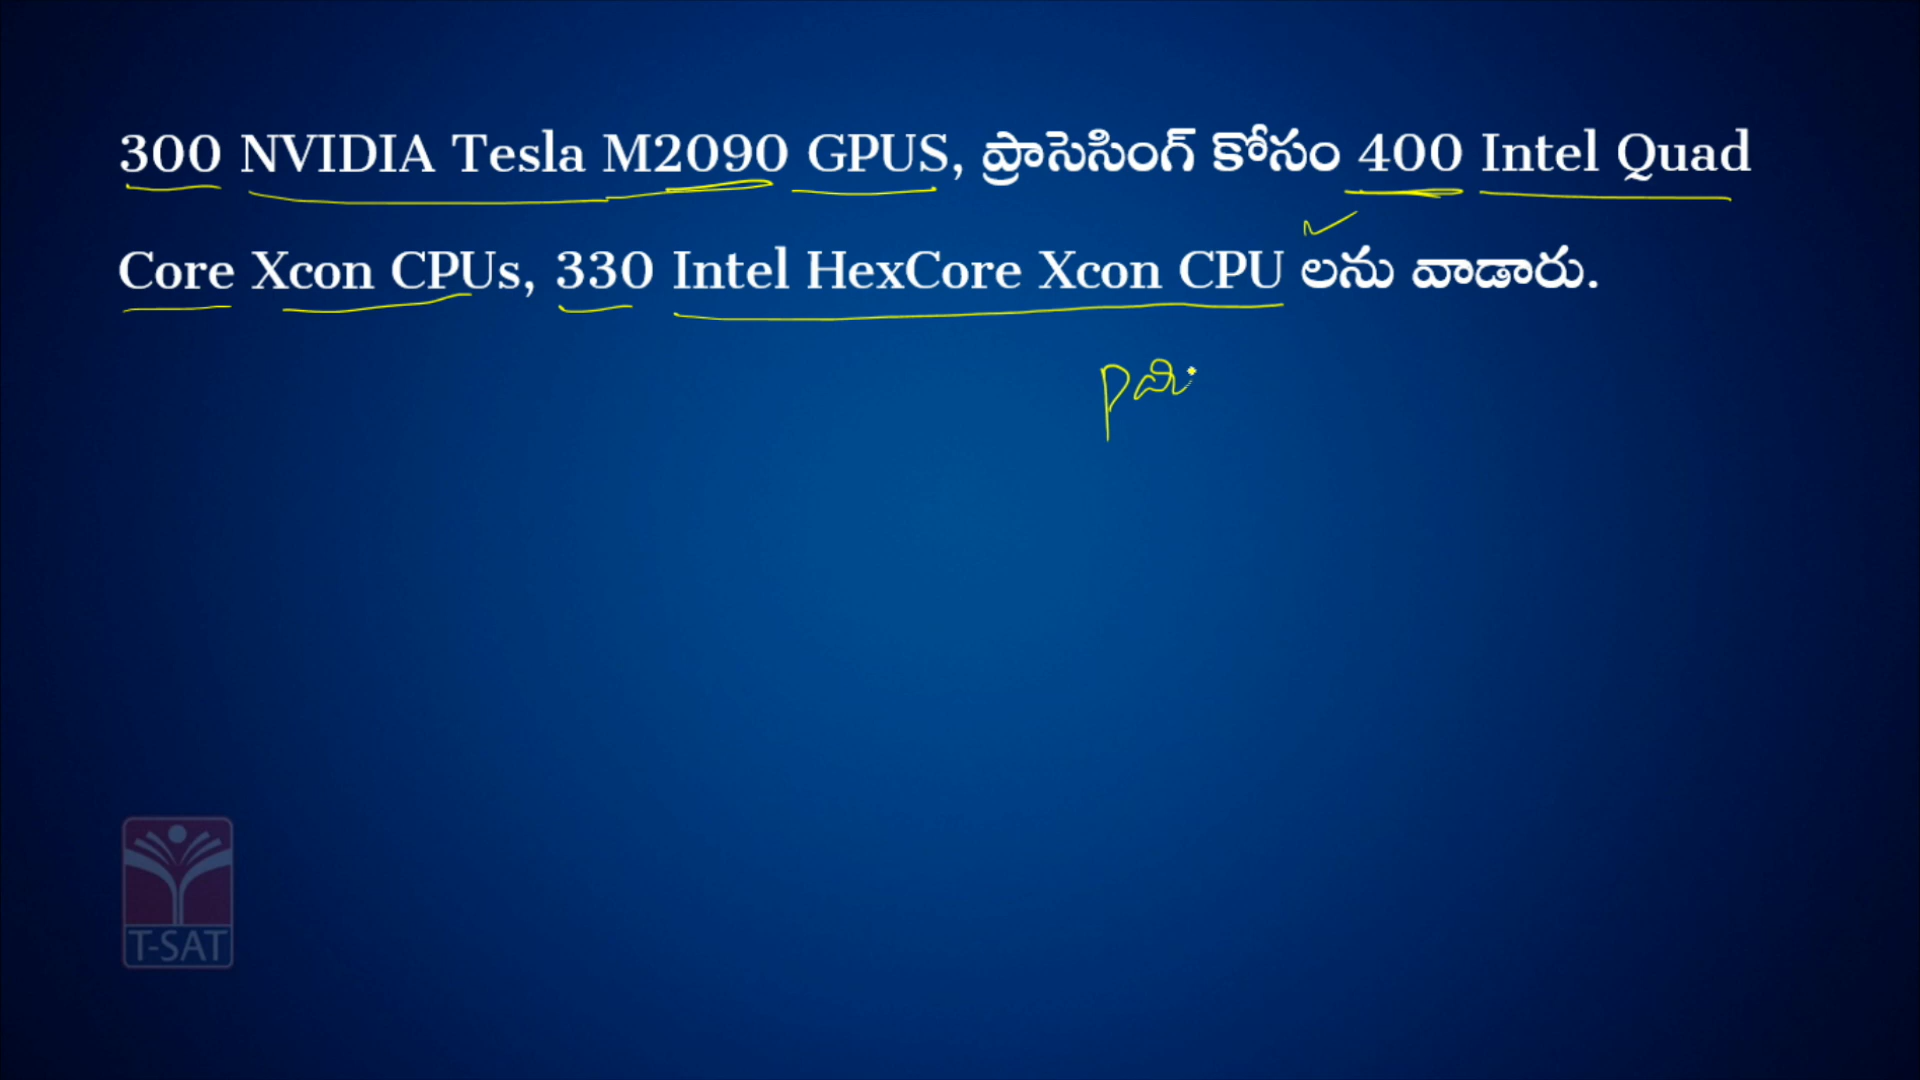 300 NVIDIA Tesla M2090 GPUS, ప్రాసెసింగ్ కోసం 400 Intel Quad
Core Xcon CPUs, 330 Intel HexCore Xcon CPU లను వాడారు.
T-SAT